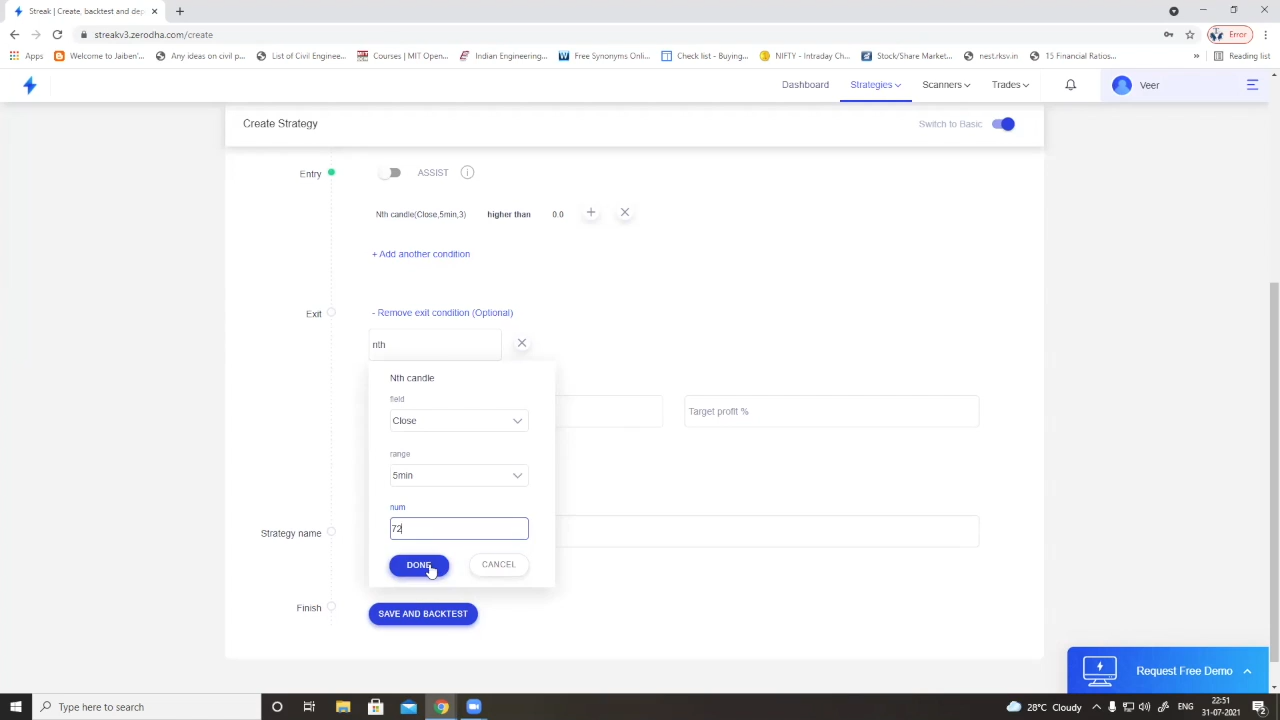 Streak | Create, backtest and dep
streakv3.zerodha.com/create
Error
Apps
Welcome to Jaiben'...
Any ideas on civil p...
List of Civil Engineer...
Courses | MIT Open...
Indian Engineering...
Free Synonyms Onli...
Check list - Buying...
NIFTY - Intraday Ch...
Stock/Share Market...
nest.rksv.in
15 Financial Ratios...
»
Reading list
Dashboard
Strategies
Scanners
Trades
Veer
Create Strategy
Switch to Basic
Entry
ASSIST
Nth candle(Close,5min,3) higher than 0.0
+ Add another condition
Exit
- Remove exit condition (Optional)
nth
Nth candle
field
Close
Target profit %
range
5min
num
72
Strategy name
DONE
CANCEL
Finish
SAVE AND BACKTEST
Request Free Demo
Type here to search
28°C Cloudy
ENG
22:51
31-07-2021
2